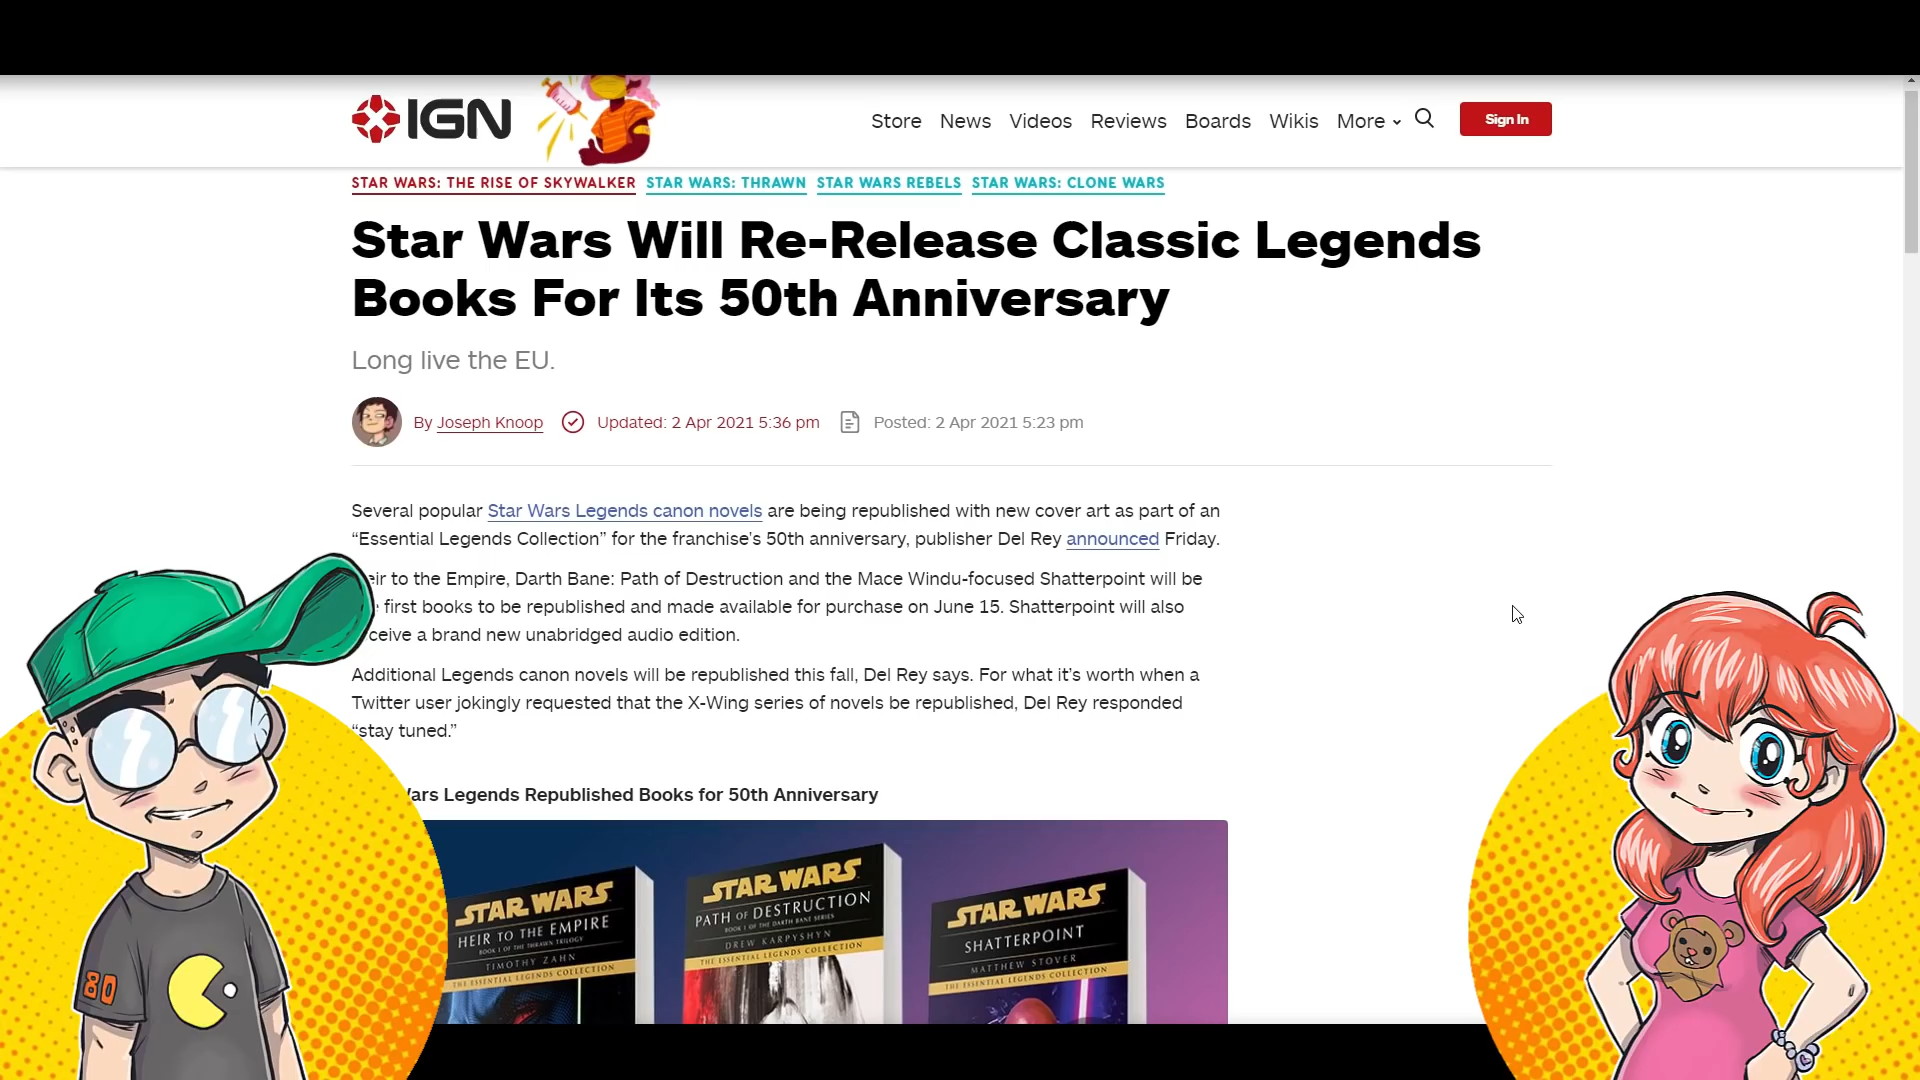 IGN
Store News Videos Reviews Boards Wikis More
Sign In
STAR WARS: THE RISE OF SKYWALKER STAR WARS: THRAWN STAR WARS REBELS STAR WARS: CLONE WARS
Star Wars Will Re-Release Classic Legends
Books For Its 50th Anniversary
Long live the EU.
By Joseph Knoop Updated: 2 Apr 2021 5:36 pm Posted: 2 Apr 2021 5:23 pm
Several popular Star Wars Legends canon novels are being republished with new cover art as part of an
“Essential Legends Collection” for the franchise’s 50th anniversary, publisher Del Rey announced Friday.
eir to the Empire, Darth Bane: Path of Destruction and the Mace Windu-focused Shatterpoint will be
first books to be republished and made available for purchase on June 15. Shatterpoint will also
ceive a brand new unabridged audio edition.
Additional Legends canon novels will be republished this fall, Del Rey says. For what it’s worth when a
Twitter user jokingly requested that the X-Wing series of novels be republished, Del Rey responded
“stay tuned.”
Wars Legends Republished Books for 50th Anniversary
STAR WARS
HEIR TO THE EMPIRE
BOOK 1 OF THE THRAWN TRILOGY
TIMOTHY ZAHN
THE ESSENTIAL LEGENDS COLLECTION
STAR WARS
PATH OF DESTRUCTION
BOOK 1 OF THE DARTH BANE SERIES
DREW KARPYSHYN
THE ESSENTIAL LEGENDS COLLECTION
STAR WARS
SHATTERPOINT
MATTHEW STOVER
THE ESSENTIAL LEGENDS COLLECTION
80